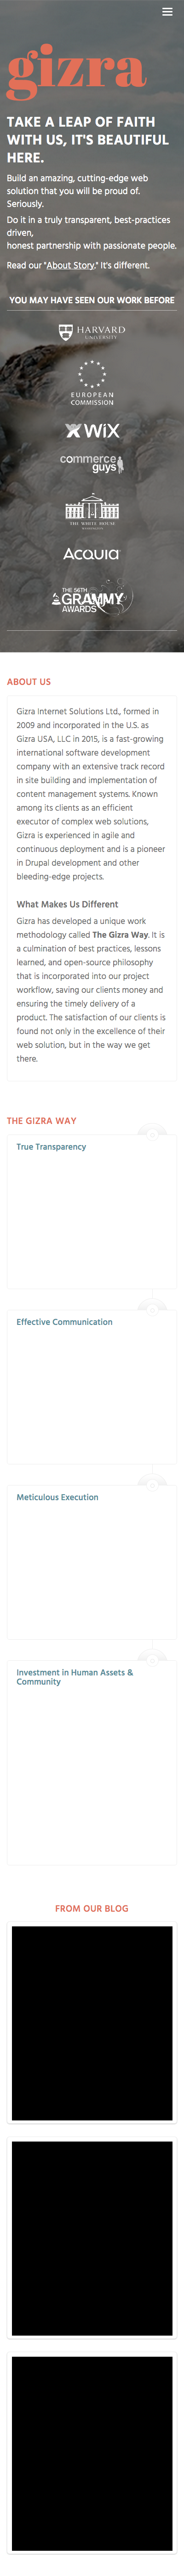 gizra
TAKE A LEAP OF FAITH
WITH US, IT'S BEAUTIFUL
HERE.
Build an amazing, cutting-edge web
solution that you will be proud of.
Seriously.
Do it in a truly transparent, best-practices
driven,
honest partnership with passionate people.
Read our "About Story." It's different.
YOU MAY HAVE SEEN OUR WORK BEFORE
HARVARD
UNIVERSITY
EUROPEAN
COMMISSION
WiX
commerce
guys
THE WHITE HOUSE
WASHINGTON
Acquia
THE 56TH
GRAMMY
AWARDS
ABOUT US
Gizra Internet Solutions Ltd., formed in
2009 and incorporated in the U.S. as
Gizra USA, LLC in 2015, is a fast-growing
international software development
company with an extensive track record
in site building and implementation of
content management systems. Known
among its clients as an efficient
executor of complex web solutions,
Gizra is experienced in agile and
continuous deployment and is a pioneer
in Drupal development and other
bleeding-edge projects.
What Makes Us Different
Gizra has developed a unique work
methodology called The Gizra Way. It is
a culmination of best practices, lessons
learned, and open-source philosophy
that is incorporated into our project
workflow, saving our clients money and
ensuring the timely delivery of a
product. The satisfaction of our clients is
found not only in the excellence of their
web solution, but in the way we get
there.
THE GIZRA WAY
True Transparency
Effective Communication
Meticulous Execution
Investment in Human Assets &
Community
FROM OUR BLOG